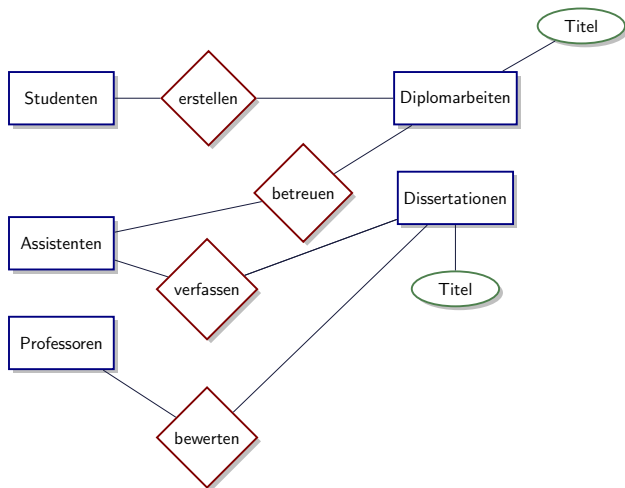 Titel
Studenten
erstellen
Diplomarbeiten
betreuen
Dissertationen
Assistenten
verfassen
Titel
Professoren
bewerten